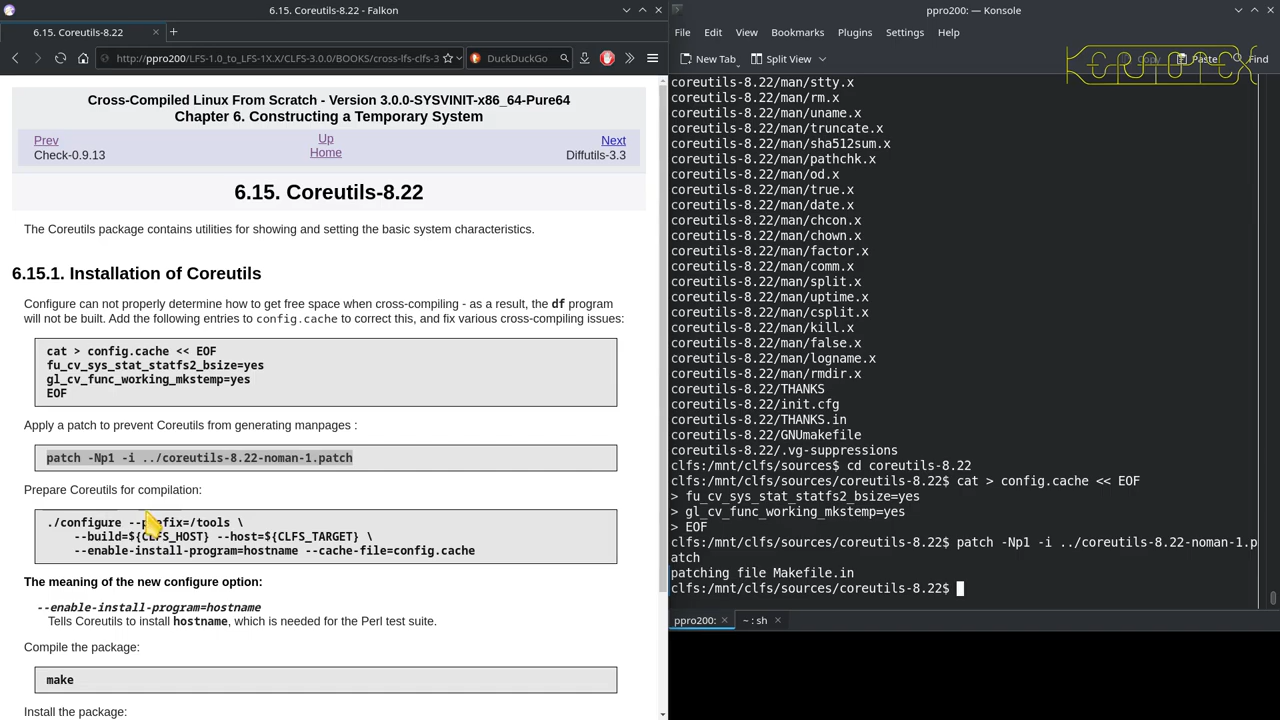 6.15. Coreutils-8.22 - Falkon
6.15. Coreutils-8.22
http://ppro200/LFS-1.0_to_LFS-1X.X/CLFS-3.0.0/BOOKS/cross-lfs-clfs-3
DuckDuckGo
Cross-Compiled Linux From Scratch - Version 3.0.0-SYSVINIT-x86_64-Pure64
Chapter 6. Constructing a Temporary System
Prev
Up
Next
Check-0.9.13
Home
Diffutils-3.3
6.15. Coreutils-8.22
The Coreutils package contains utilities for showing and setting the basic system characteristics.
6.15.1. Installation of Coreutils
Configure can not properly determine how to get free space when cross-compiling - as a result, the df program
will not be built. Add the following entries to config.cache to correct this, and fix various cross-compiling issues:
cat > config.cache << EOF
fu_cv_sys_stat_statfs2_bsize=yes
gl_cv_func_working_mkstemp=yes
EOF
Apply a patch to prevent Coreutils from generating manpages :
patch -Np1 -i ../coreutils-8.22-noman-1.patch
Prepare Coreutils for compilation:
./configure --prefix=/tools \
--build=${CLFS_HOST} --host=${CLFS_TARGET} \
--enable-install-program=hostname --cache-file=config.cache
The meaning of the new configure option:
--enable-install-program=hostname
Tells Coreutils to install hostname, which is needed for the Perl test suite.
Compile the package:
make
Install the package:
ppro200: — Konsole
File Edit View Bookmarks Plugins Settings Help
New Tab Split View Copy Paste Find
coreutils-8.22/man/stty.x
coreutils-8.22/man/rm.x
coreutils-8.22/man/uname.x
coreutils-8.22/man/truncate.x
coreutils-8.22/man/sha512sum.x
coreutils-8.22/man/pathchk.x
coreutils-8.22/man/od.x
coreutils-8.22/man/true.x
coreutils-8.22/man/date.x
coreutils-8.22/man/chcon.x
coreutils-8.22/man/chown.x
coreutils-8.22/man/factor.x
coreutils-8.22/man/comm.x
coreutils-8.22/man/split.x
coreutils-8.22/man/uptime.x
coreutils-8.22/man/csplit.x
coreutils-8.22/man/kill.x
coreutils-8.22/man/false.x
coreutils-8.22/man/logname.x
coreutils-8.22/man/rmdir.x
coreutils-8.22/THANKS
coreutils-8.22/init.cfg
coreutils-8.22/THANKS.in
coreutils-8.22/GNUmakefile
coreutils-8.22/.vg-suppressions
clfs:/mnt/clfs/sources$ cd coreutils-8.22
clfs:/mnt/clfs/sources/coreutils-8.22$ cat > config.cache << EOF
> fu_cv_sys_stat_statfs2_bsize=yes
> gl_cv_func_working_mkstemp=yes
> EOF
clfs:/mnt/clfs/sources/coreutils-8.22$ patch -Np1 -i ../coreutils-8.22-noman-1.p
atch
patching file Makefile.in
clfs:/mnt/clfs/sources/coreutils-8.22$
ppro200:
~ : sh